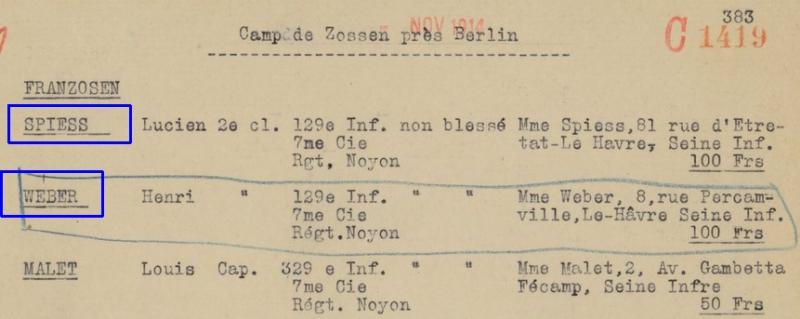 383
5 NOV 1914
Camp de Zossen près Berlin
C 1419
FRANZOSEN
SPIESS Lucien 2e cl. 129e Inf. non blessé Mme Spiess,81 rue d'Etre-
7me Cie tat-Le Havre, Seine Inf.
Rgt, Noyon 100 Frs
WEBER Henri " 129e Inf. " " Mme Weber, 8,rue Percam-
7me Cie ville,Le-Hâvre Seine Inf.
Régt.Noyon 100 Frs
MALET Louis Cap. 329 e Inf. " " Mme Malet,2, Av. Gambetta
7me Cie Fécamp, Seine Infre
Régt. Noyon 50 Frs